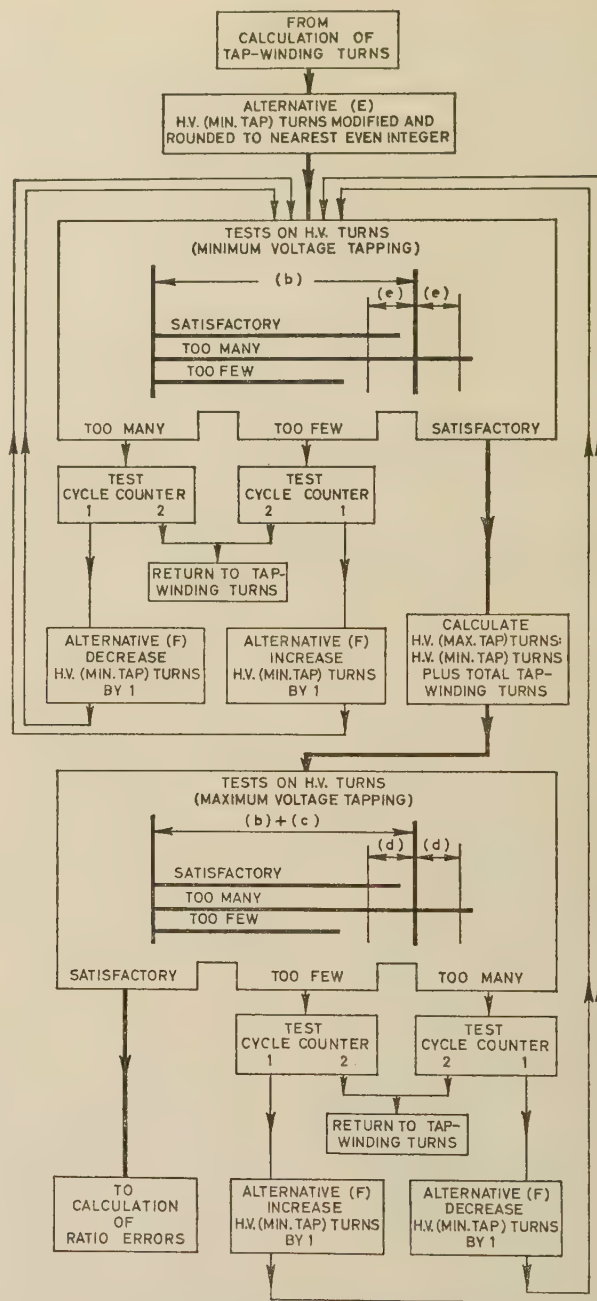 FROM
CALCULATION OF
TAP-WINDING TURNS
ALTERNATIVE (E)
H.V. (MIN. TAP) TURNS MODIFIED AND
ROUNDED TO NEAREST EVEN INTEGER
TESTS ON H.V. TURNS
(MINIMUM VOLTAGE TAPPING)
(b)
(e) (e)
SATISFACTORY
TOO MANY
TOO FEW
TOO MANY TOO FEW SATISFACTORY
TEST
CYCLE COUNTER
1 2
TEST
CYCLE COUNTER
2 1
RETURN TO TAP-
WINDING TURNS
ALTERNATIVE (F)
DECREASE
H.V. (MIN. TAP) TURNS
BY 1
ALTERNATIVE (F)
INCREASE
H.V. (MIN. TAP) TURNS
BY 1
CALCULATE
H.V. (MAX. TAP) TURNS:
H.V. (MIN. TAP) TURNS
PLUS TOTAL TAP-
WINDING TURNS
TESTS ON H.V. TURNS
(MAXIMUM VOLTAGE TAPPING)
(b)+(c)
(d) (d)
SATISFACTORY
TOO MANY
TOO FEW
SATISFACTORY TOO FEW TOO MANY
TEST
CYCLE COUNTER
1 2
TEST
CYCLE COUNTER
2 1
RETURN TO TAP-
WINDING TURNS
TO
CALCULATION
OF
RATIO ERRORS
ALTERNATIVE (F)
INCREASE
H.V. (MIN. TAP) TURNS
BY 1
ALTERNATIVE (F)
DECREASE
H.V. (MIN. TAP) TURNS
BY 1